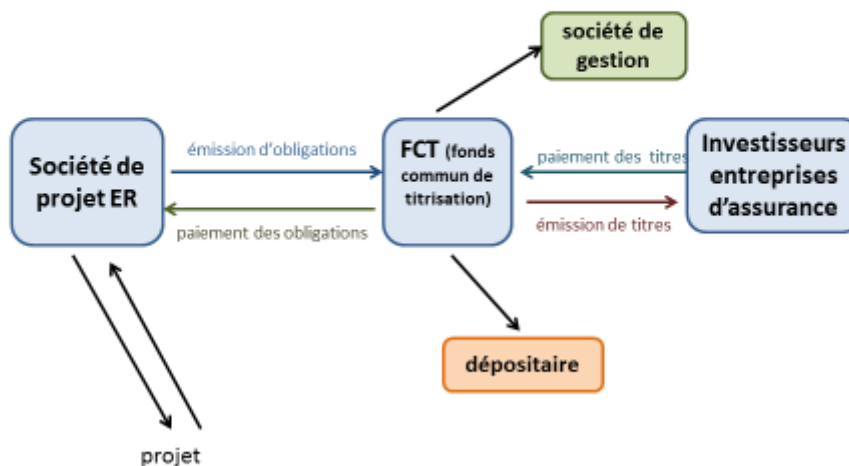 société de
gestion
Société de
projet ER
émission d'obligations
paiement des obligations
FCT (fonds
commun de
titrisation)
paiement des titres
émission de titres
Investisseurs
entreprises
d'assurance
dépositaire
projet